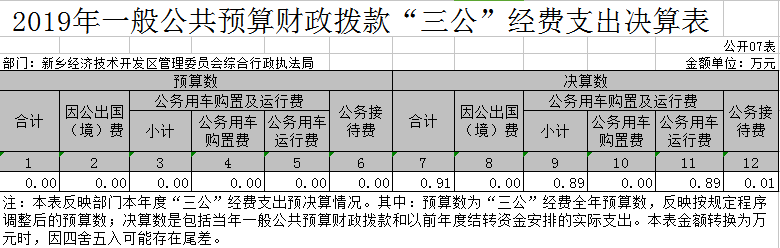 2019年一般公共预算财政拨款“三公”经费支出决算表
公开07表
部门：新乡经济技术开发区管理委员会综合行政执法局 金额单位：万元
预算数 决算数
合计 因公出国（境）费 公务用车购置及运行费 公务接待费 合计 因公出国（境）费 公务用车购置及运行费 公务接待费
小计 公务用车购置费 公务用车运行费 小计 公务用车购置费 公务用车运行费
1 2 3 4 5 6 7 8 9 10 11 12
0.00 0.00 0.00 0.00 0.00 0.00 0.91 0.00 0.89 0.00 0.89 0.01
注：本表反映部门本年度“三公”经费支出预决算情况。其中：预算数为“三公”经费全年预算数，反映按规定程序
调整后的预算数；决算数是包括当年一般公共预算财政拨款和以前年度结转资金安排的实际支出。本表金额转换为万
元时，因四舍五入可能存在尾差。